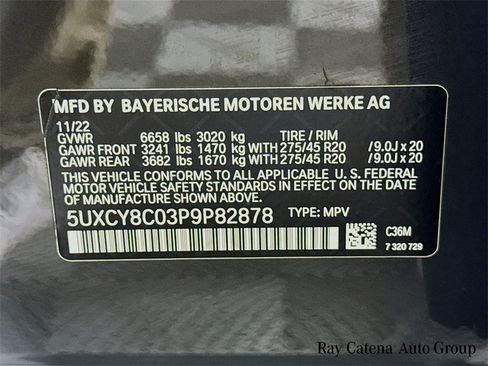 MFD BY BAYERISCHE MOTOREN WERKE AG
11/22
GVWR 6658 lbs 3020 kg TIRE / RIM
GAWR FRONT 3241 lbs 1470 kg WITH 275/45 R20 /9.0J x 20
GAWR REAR 3682 lbs 1670 kg WITH 275/45 R20 /9.0J x 20
THIS VEHICLE CONFORMS TO ALL APPLICABLE U. S. FEDERAL
MOTOR VEHICLE SAFETY STANDARDS IN EFFECT ON THE DATE
OF MANUFACTURE SHOWN ABOVE.
5UXCY8C03P9P82878 TYPE: MPV
C36M
7 320 729
Ray Catena Auto Group